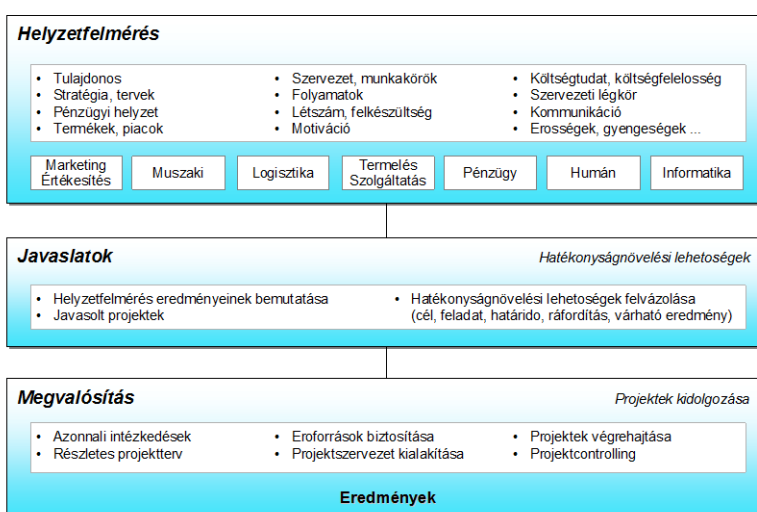 Helyzetfelmérés
• Tulajdonos
• Stratégia, tervek
• Pénzügyi helyzet
• Termékek, piacok
• Szervezet, munkakörök
• Folyamatok
• Létszám, felkészültség
• Motiváció
• Költségtudat, költségfelelosség
• Szervezeti légkör
• Kommunikáció
• Erosségek, gyengeségek ...
Marketing
Értékesítés
Muszaki
Logisztika
Termelés
Szolgáltatás
Pénzügy
Humán
Informatika
Javaslatok
Hatékonyságnövelési lehetoségek
• Helyzetfelmérés eredményeinek bemutatása
• Javasolt projektek
• Hatékonyságnövelési lehetoségek felvázolása
(cél, feladat, határido, ráfordítás, várható eredmény)
Megvalósítás
Projektek kidolgozása
• Azonnali intézkedések
• Részletes projektterv
• Eroforrások biztosítása
• Projektszervezet kialakítása
• Projektek végrehajtása
• Projektcontrolling
Eredmények